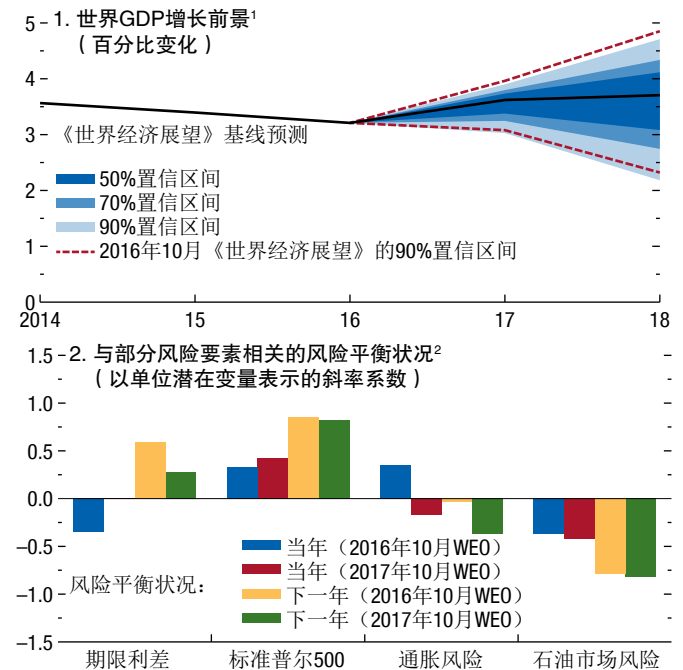 1. 世界GDP增长前景¹
（百分比变化）
5
4
3
2
1
0
《世界经济展望》基线预测
50%置信区间
70%置信区间
90%置信区间
2016年10月《世界经济展望》的90%置信区间
2014 15 16 17 18
2. 与部分风险要素相关的风险平衡状况²
（以单位潜在变量表示的斜率系数）
1.5
1.0
0.5
0.0
–0.5
–1.0
–1.5
风险平衡状况：
当年（2016年10月WEO）
当年（2017年10月WEO）
下一年（2016年10月WEO）
下一年（2017年10月WEO）
期限利差 标准普尔500 通胀风险 石油市场风险